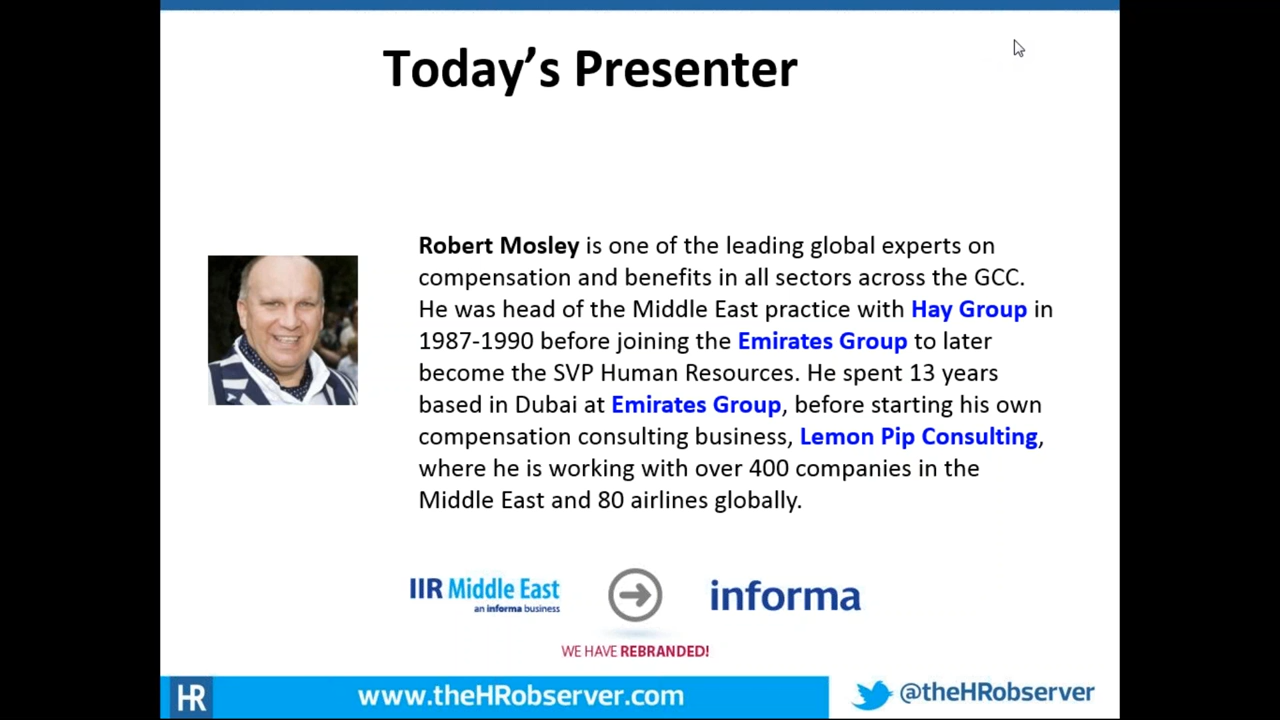 Today’s Presenter
Robert Mosley is one of the leading global experts on
compensation and benefits in all sectors across the GCC.
He was head of the Middle East practice with Hay Group in
1987-1990 before joining the Emirates Group to later
become the SVP Human Resources. He spent 13 years
based in Dubai at Emirates Group, before starting his own
compensation consulting business, Lemon Pip Consulting,
where he is working with over 400 companies in the
Middle East and 80 airlines globally.
IIR Middle East
an informa business
informa
WE HAVE REBRANDED!
HR
www.theHRobserver.com
@theHRobserver